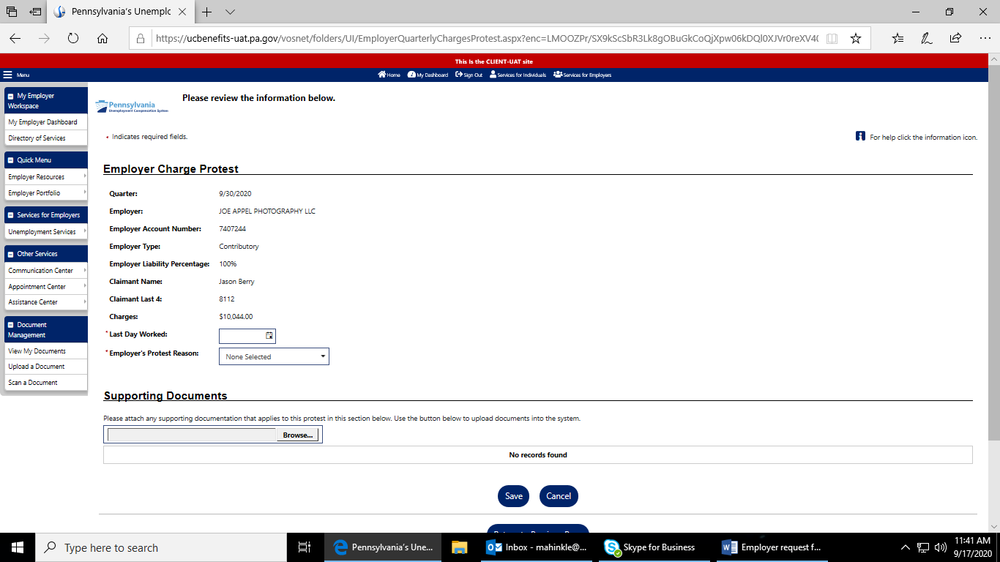 Pennsylvania's Unemplc
https://ucbenefits-uat.pa.gov/vosnet/folders/UI/EmployerQuarterlyChargesProtest.aspx?enc=LMOOZPr/SX9kScSbR3Lk8gOBuGkCoQjXpw06kDQl0XJVr0reXV4(
This is the CLIENT-UAT site
Menu
Home My Dashboard Sign Out Services for Individuals Services for Employers
My Employer
Workspace
My Employer Dashboard
Directory of Services
Quick Menu
Employer Resources
Employer Portfolio
Services for Employers
Unemployment Services
Other Services
Communication Center
Appointment Center
Assistance Center
Document
Management
View My Documents
Upload a Document
Scan a Document
Pennsylvania
Unemployment Compensation System
Please review the information below.
Indicates required fields.
For help click the information icon.
Employer Charge Protest
Quarter: 9/30/2020
Employer: JOE APPEL PHOTOGRAPHY LLC
Employer Account Number: 7407244
Employer Type: Contributory
Employer Liability Percentage: 100%
Claimant Name: Jason Berry
Claimant Last 4: 8112
Charges: $10,044.00
* Last Day Worked:
* Employer's Protest Reason: None Selected
Supporting Documents
Please attach any supporting documentation that applies to this protest in this section below. Use the button below to upload documents into the system.
Browse...
No records found
Save Cancel
Type here to search
Pennsylvania's Une...
Inbox - mahinkle@...
Skype for Business
Employer request f...
11:41 AM
9/17/2020